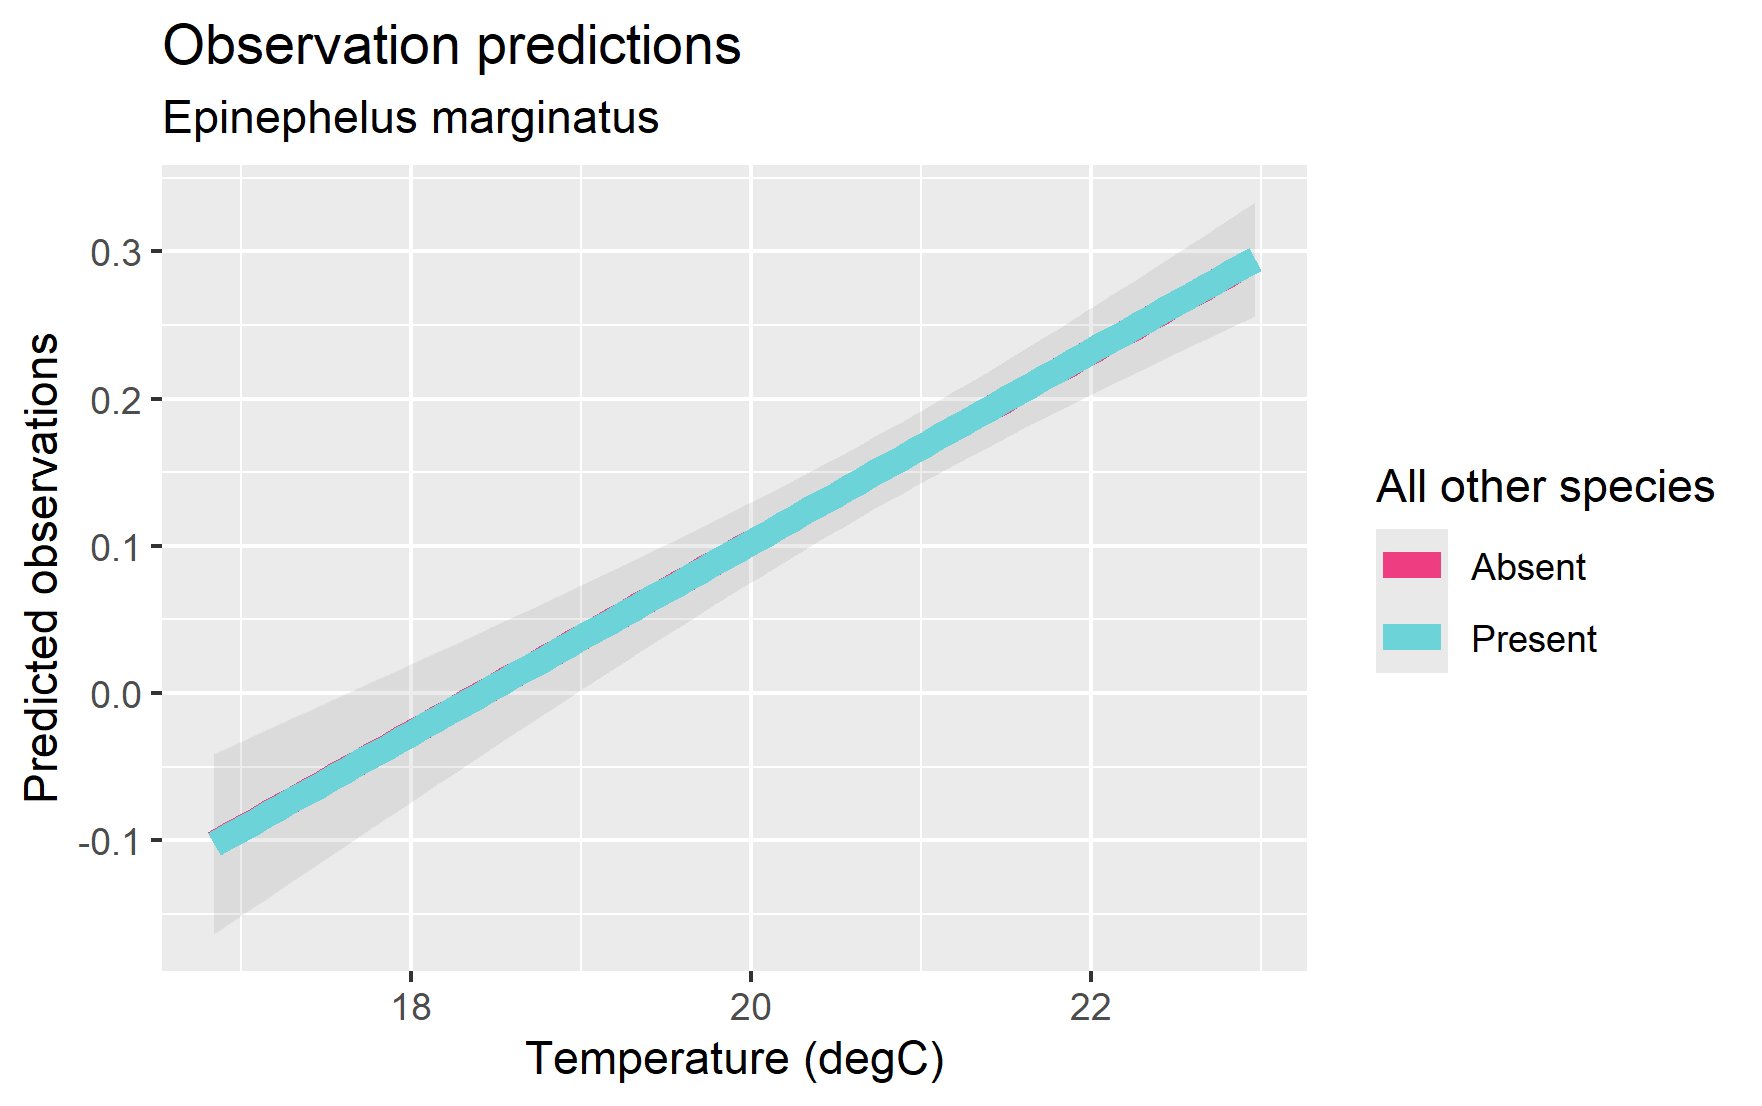 Observation predictions
Epinephelus marginatus
Predicted observations
0.3
0.2
0.1
0.0
-0.1
18 20 22
Temperature (degC)
All other species
Absent
Present